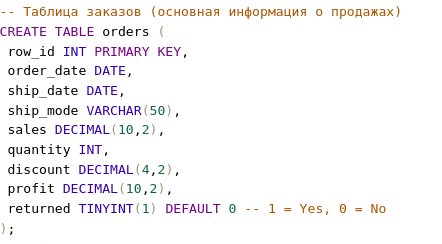 -- Таблица заказов (основная информация о продажах)
CREATE TABLE orders (
row_id INT PRIMARY KEY,
order_date DATE,
ship_date DATE,
ship_mode VARCHAR(50),
sales DECIMAL(10,2),
quantity INT,
discount DECIMAL(4,2),
profit DECIMAL(10,2),
returned TINYINT(1) DEFAULT 0 -- 1 = Yes, 0 = No
);